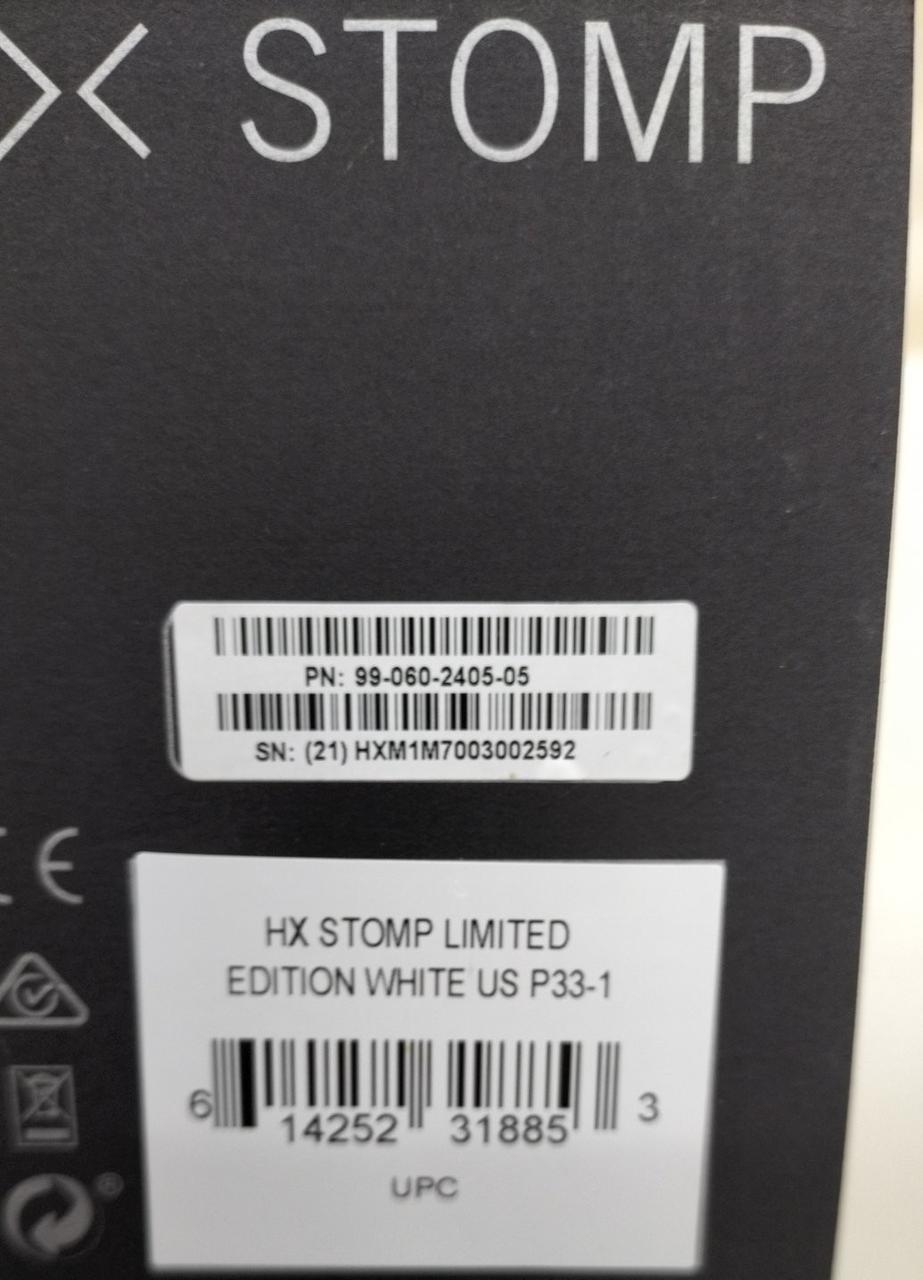 X STOMP
PN: 99-060-2405-05
SN: (21) HXM1M7003002592
CE
HX STOMP LIMITED
EDITION WHITE US P33-1
6 14252 31885 3
UPC
®